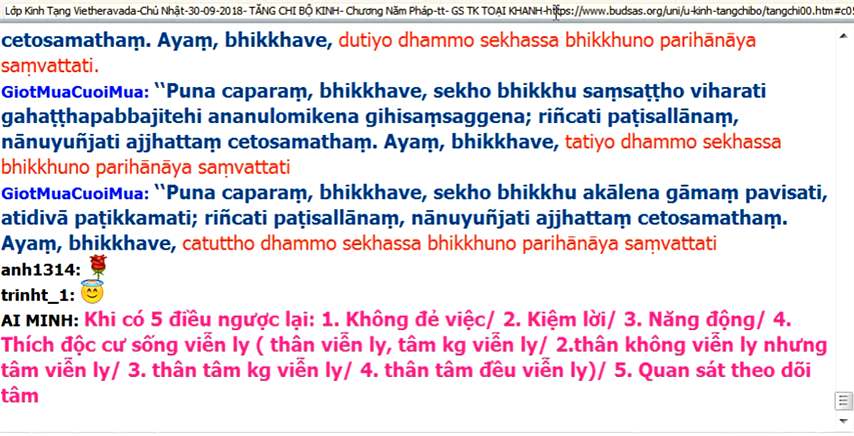 Lớp Kinh Tạng Vietheravada-Chủ Nhật-30-09-2018- TĂNG CHI BỘ KINH- Chương Năm Pháp-tt- GS TK TOẠI KHANH-https://www.budsas.org/uni/u-kinh-tangchibo/tangchi00.htm#c05
cetosamathaṃ. Ayaṃ, bhikkhave, dutiyo dhammo sekhassa bhikkhuno parihānāya
saṃvattati.
GiotMuaCuoiMua: ‘‘Puna caparaṃ, bhikkhave, sekho bhikkhu saṃsaṭṭho viharati
gahaṭṭhapabbajitehi ananulomikena gihisaṃsaggena; riñcati paṭisallānaṃ,
nānuyuñjati ajjhattaṃ cetosamathaṃ. Ayaṃ, bhikkhave, tatiyo dhammo sekhassa
bhikkhuno parihānāya saṃvattati
GiotMuaCuoiMua: ‘‘Puna caparaṃ, bhikkhave, sekho bhikkhu akālena gāmaṃ pavisati,
atidivā paṭikkamati; riñcati paṭisallānaṃ, nānuyuñjati ajjhattaṃ cetosamathaṃ.
Ayaṃ, bhikkhave, catuttho dhammo sekhassa bhikkhuno parihānāya saṃvattati
anh1314:
trinht_1:
AI MINH: Khi có 5 điều ngược lại: 1. Không đẻ việc/ 2. Kiệm lời/ 3. Năng động/ 4.
Thích độc cư sống viễn ly ( thân viễn ly, tâm kg viễn ly/ 2.thân không viễn ly nhưng
tâm viễn ly/ 3. thân tâm kg viễn ly/ 4. thân tâm đều viễn ly)/ 5. Quan sát theo dõi
tâm